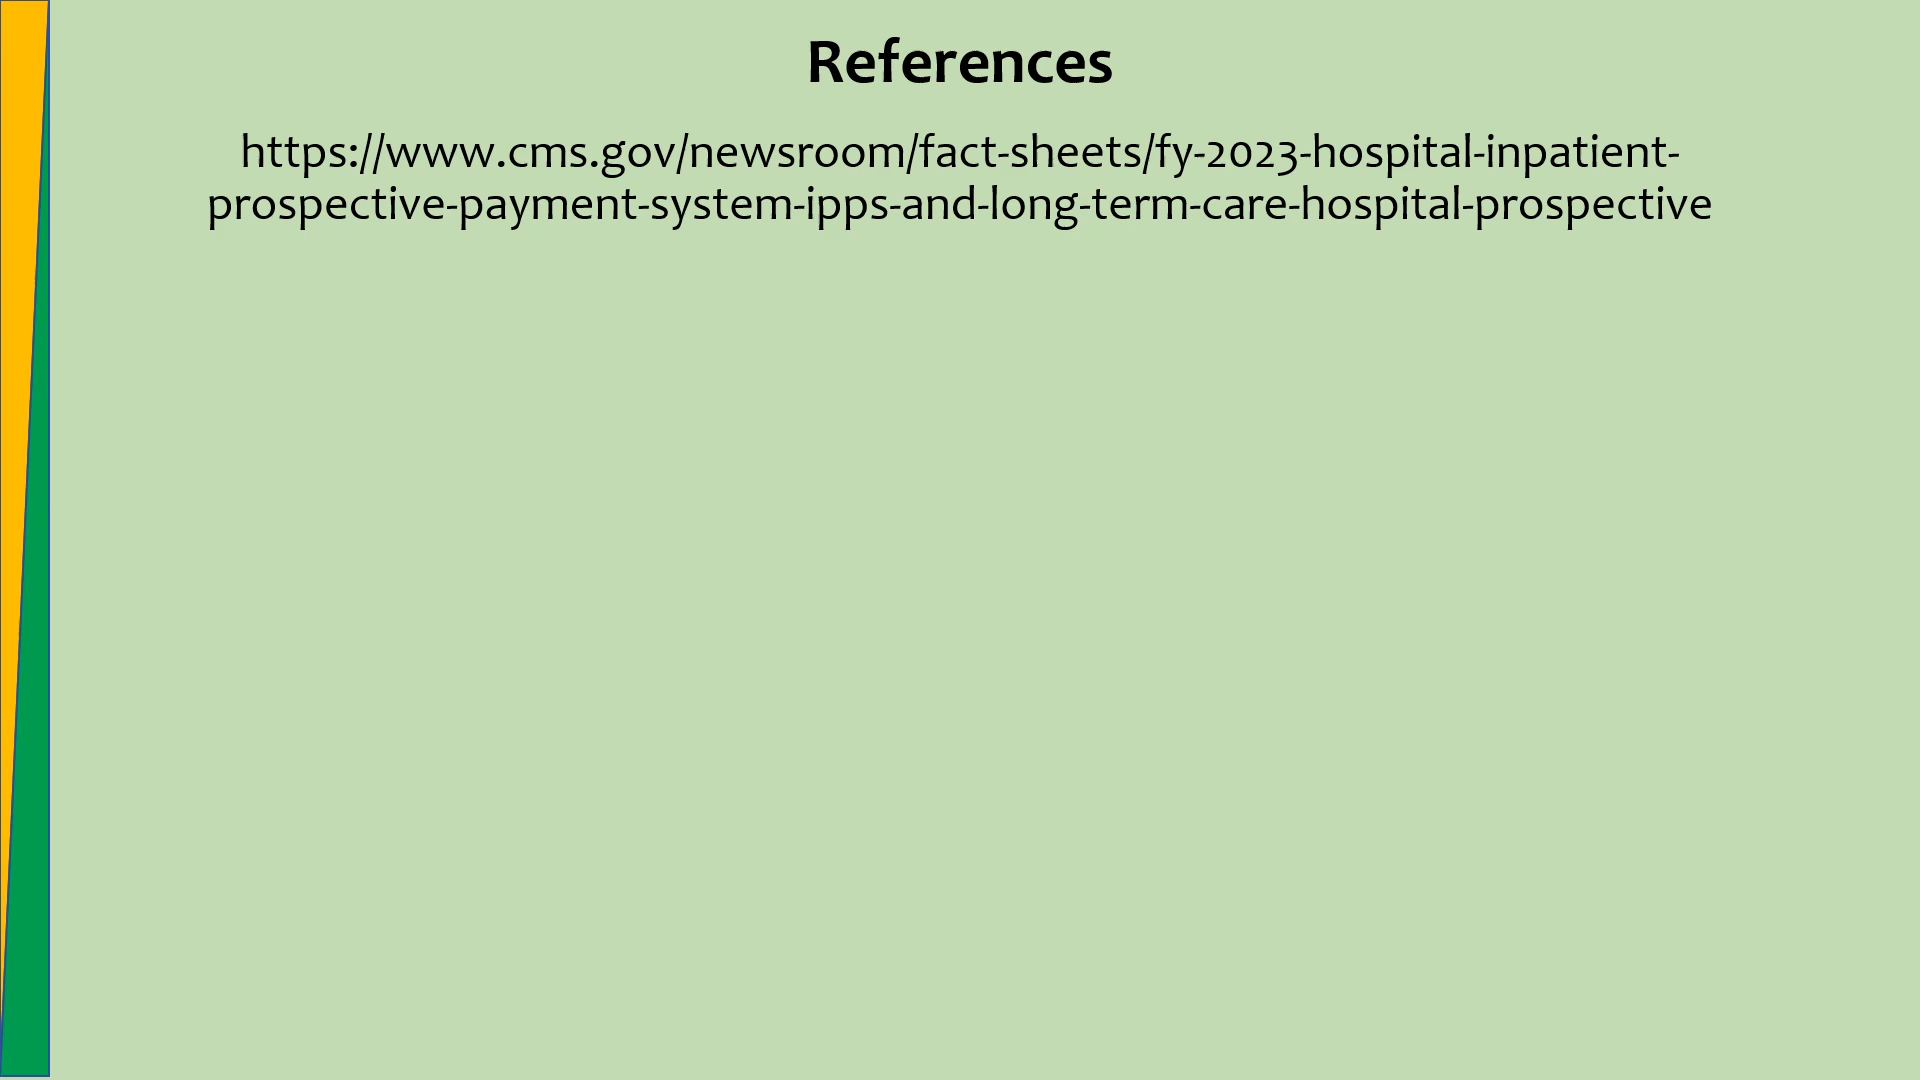 References
https://www.cms.gov/newsroom/fact-sheets/fy-2023-hospital-inpatient-
prospective-payment-system-ipps-and-long-term-care-hospital-prospective